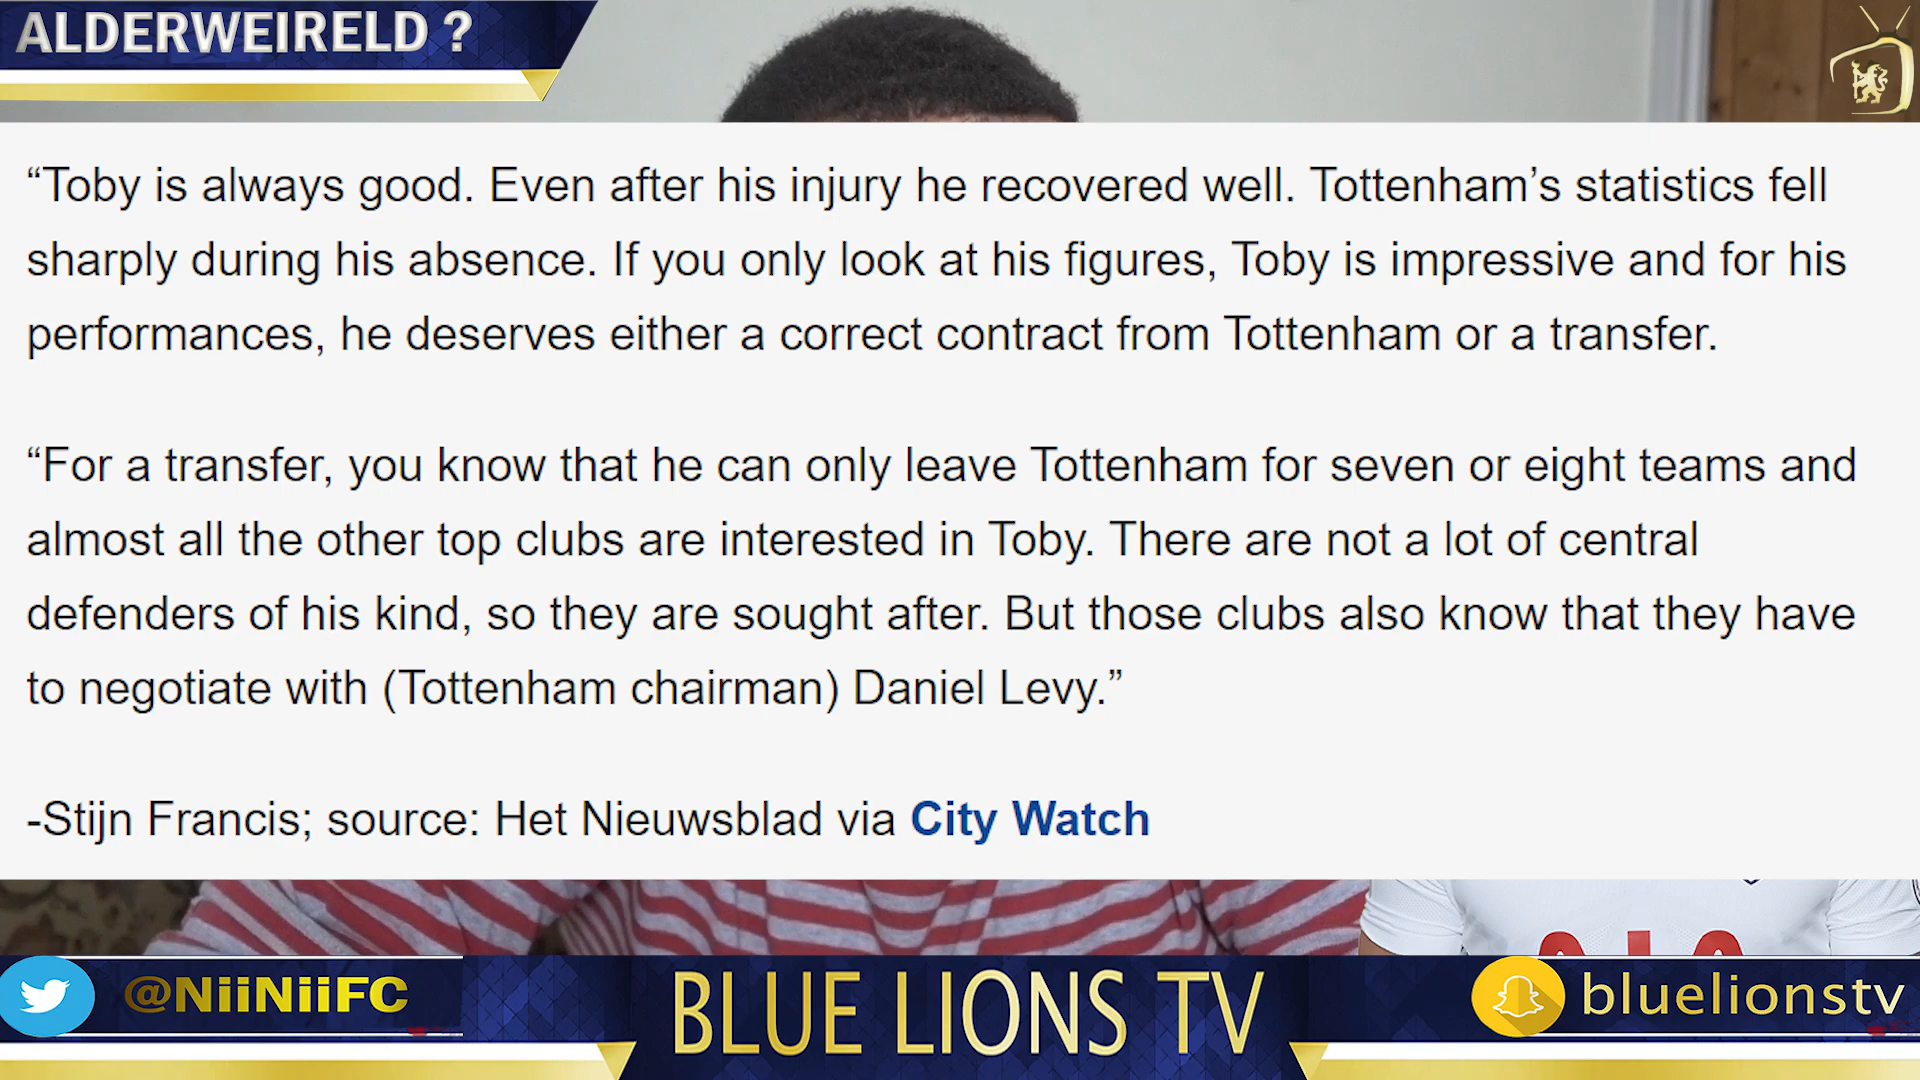 ALDERWEIRELD ?
“Toby is always good. Even after his injury he recovered well. Tottenham’s statistics fell
sharply during his absence. If you only look at his figures, Toby is impressive and for his
performances, he deserves either a correct contract from Tottenham or a transfer.
“For a transfer, you know that he can only leave Tottenham for seven or eight teams and
almost all the other top clubs are interested in Toby. There are not a lot of central
defenders of his kind, so they are sought after. But those clubs also know that they have
to negotiate with (Tottenham chairman) Daniel Levy.”
-Stijn Francis; source: Het Nieuwsblad via City Watch
@NiiNiiFC
BLUE LIONS TV
bluelionstv